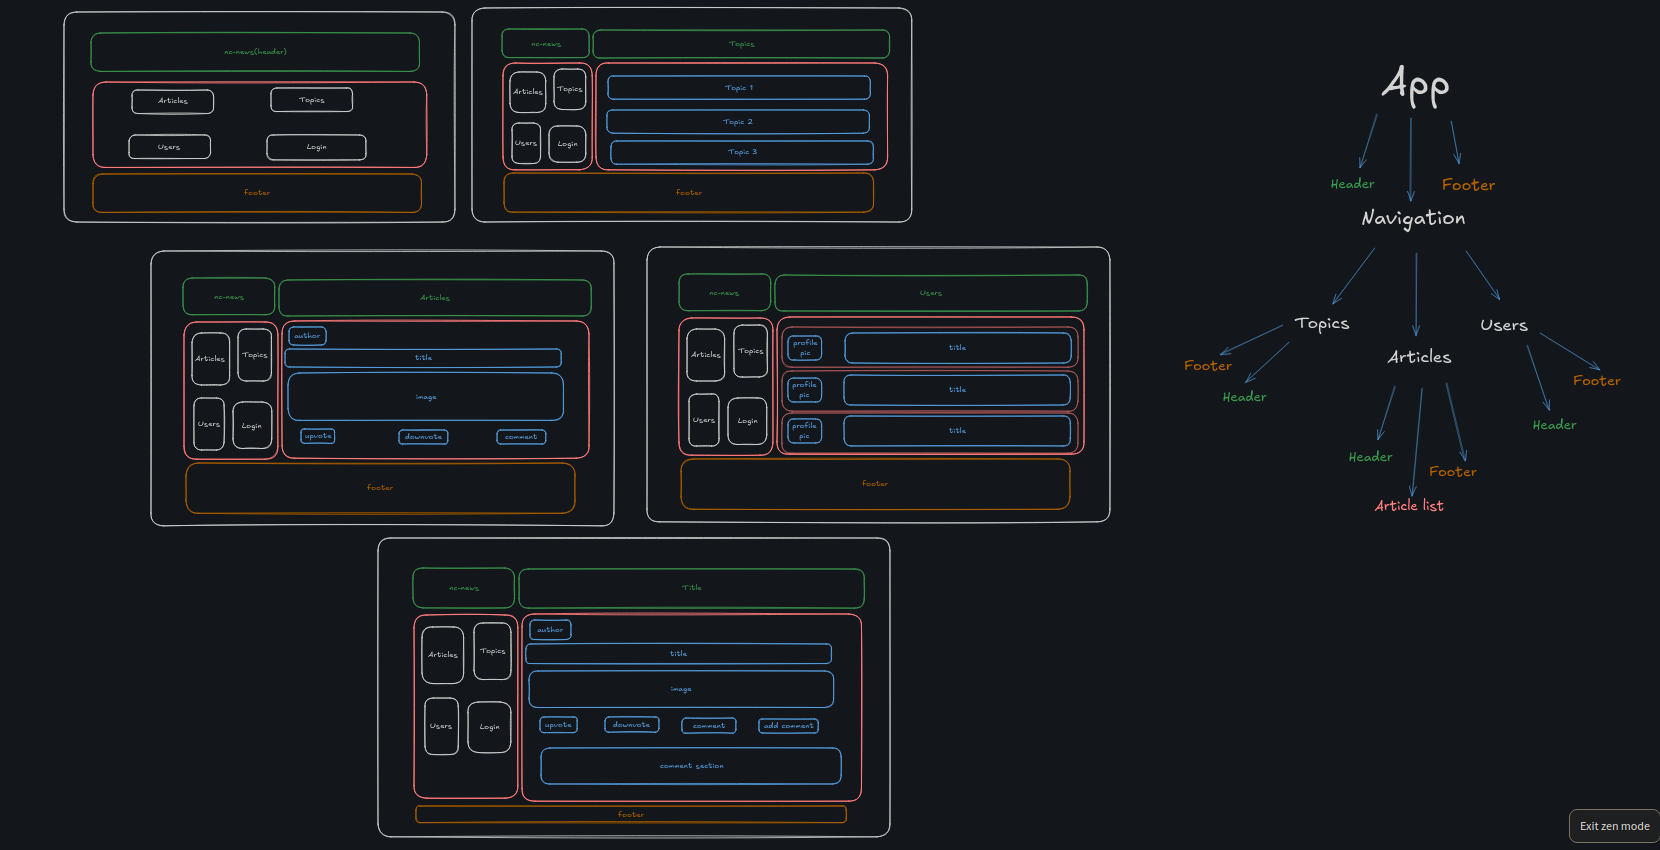 nc-news(header)
Articles
Topics
Users
Login
footer
nc-news
Topics
Articles
Topics
Users
Login
Topic 1
Topic 2
Topic 3
footer
nc-news
Articles
Articles
Topics
Users
Login
author
title
image
upvote
downvote
comment
footer
nc-news
Users
Articles
Topics
Users
Login
profile
pic
title
profile
pic
title
profile
pic
title
footer
nc-news
Title
Articles
Topics
Users
Login
author
title
image
upvote
downvote
comment
add comment
comment section
footer
App
Header
Footer
Navigation
Topics
Users
Articles
Footer
Header
Footer
Header
Header
Footer
Article list
Exit zen mode